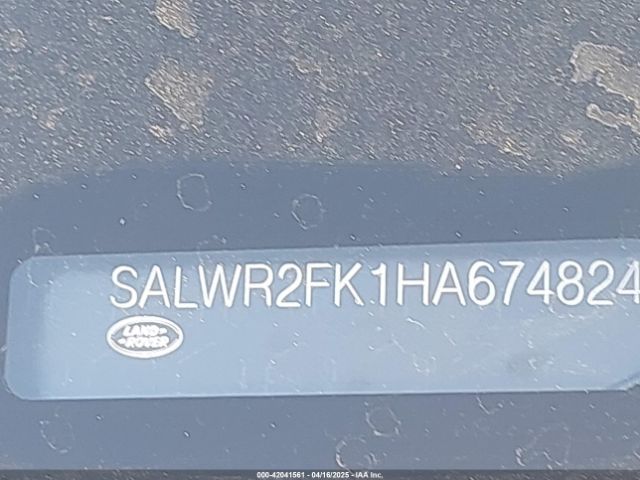 SALWR2FK1HA674824
LAND
ROVER
000-42041561 - 04/16/2025 - IAA Inc.